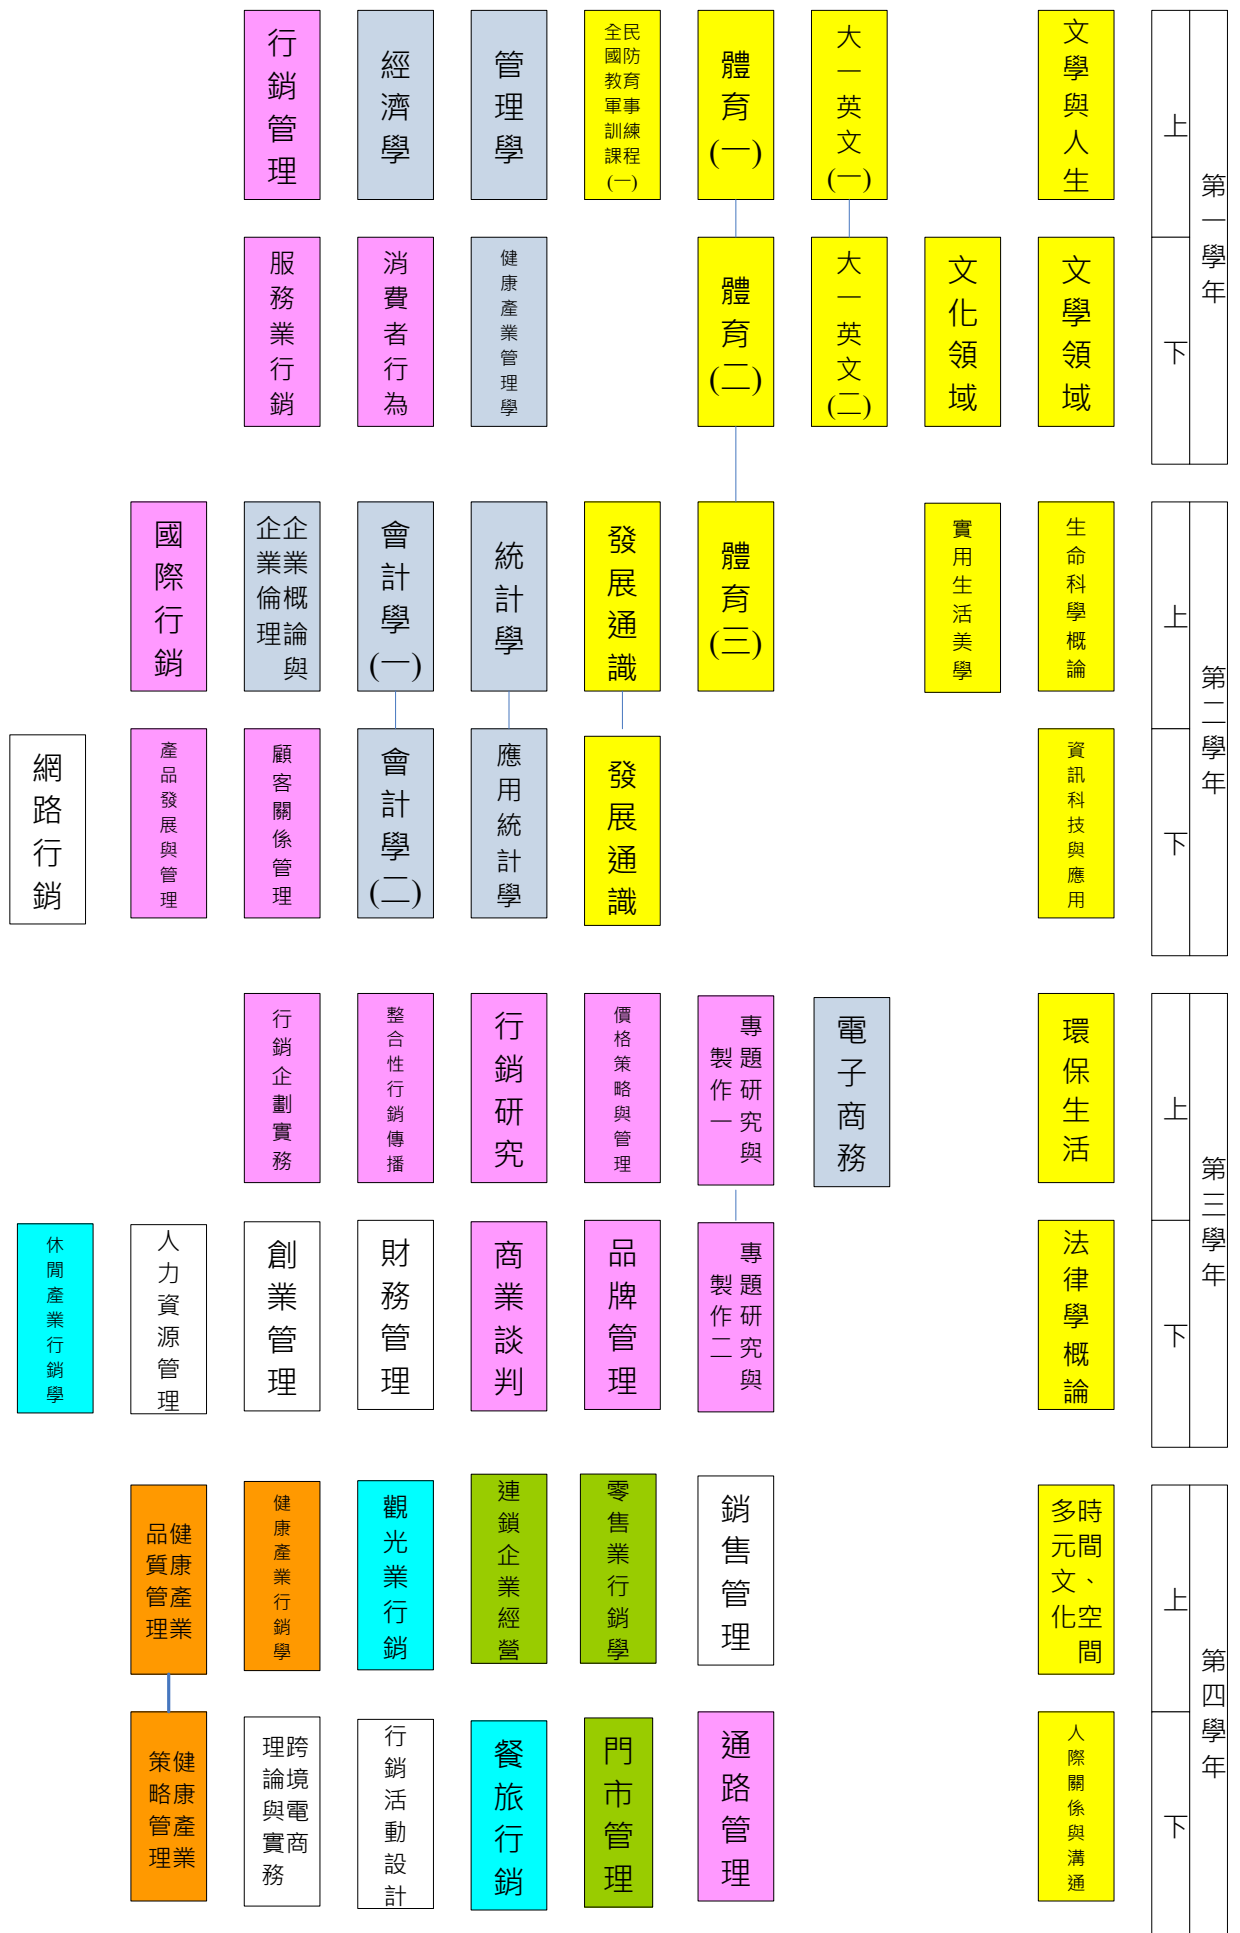 第一學年
上
文學與人生
大一英文(一)
體育(一)
全民國防教育軍事訓練課程(一)
管理學
經濟學
行銷管理
下
文學領域
文化領域
大一英文(二)
體育(二)
健康產業管理學
消費者行為
服務業行銷
第二學年
上
生命科學概論
實用生活美學
體育(三)
發展通識
統計學
會計學(一)
企業概論與
企業倫理
國際行銷
下
資訊科技與應用
發展通識
應用統計學
會計學(二)
顧客關係管理
產品發展與管理
網路行銷
第三學年
上
環保生活
電子商務
專題研究與
製作一
價格策略與管理
行銷研究
整合性行銷傳播
行銷企劃實務
下
法律學概論
專題研究與
製作二
品牌管理
商業談判
財務管理
創業管理
人力資源管理
休閒產業行銷學
第四學年
上
時間、空間
多元文化
銷售管理
零售業行銷學
連鎖企業經營
觀光業行銷
健康產業行銷學
健康產業
品質管理
下
人際關係與溝通
通路管理
門市管理
餐旅行銷
行銷活動設計
跨境電商
理論與實務
健康產業
策略管理